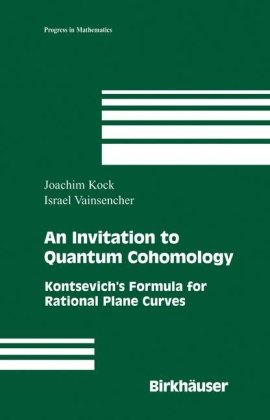 Progress in Mathematics
Joachim Kock
Israel Vainsencher
An Invitation to
Quantum Cohomology
Kontsevich's Formula for
Rational Plane Curves
Birkhäuser